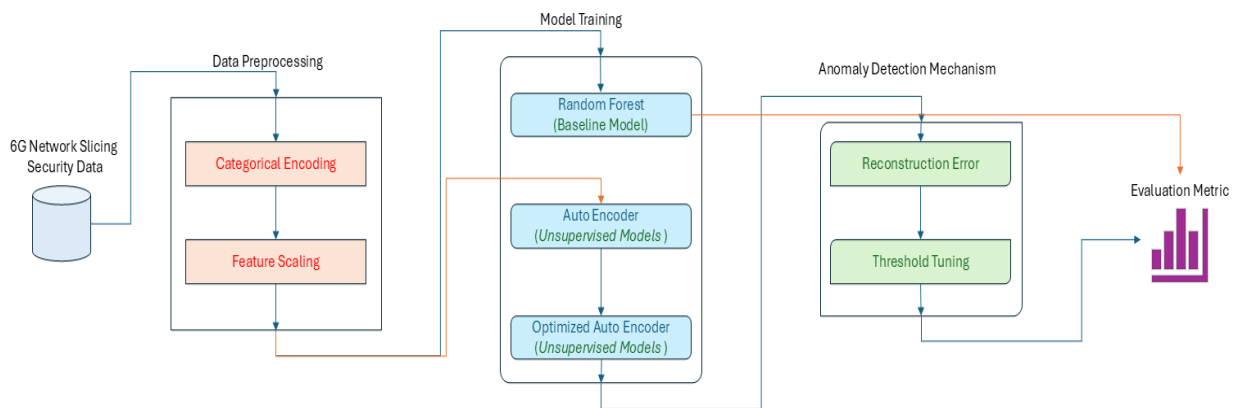 6G Network Slicing
Security Data
Data Preprocessing
Categorical Encoding
Feature Scaling
Model Training
Random Forest
(Baseline Model)
Auto Encoder
(Unsupervised Models )
Optimized Auto Encoder
(Unsupervised Models )
Anomaly Detection Mechanism
Reconstruction Error
Threshold Tuning
Evaluation Metric